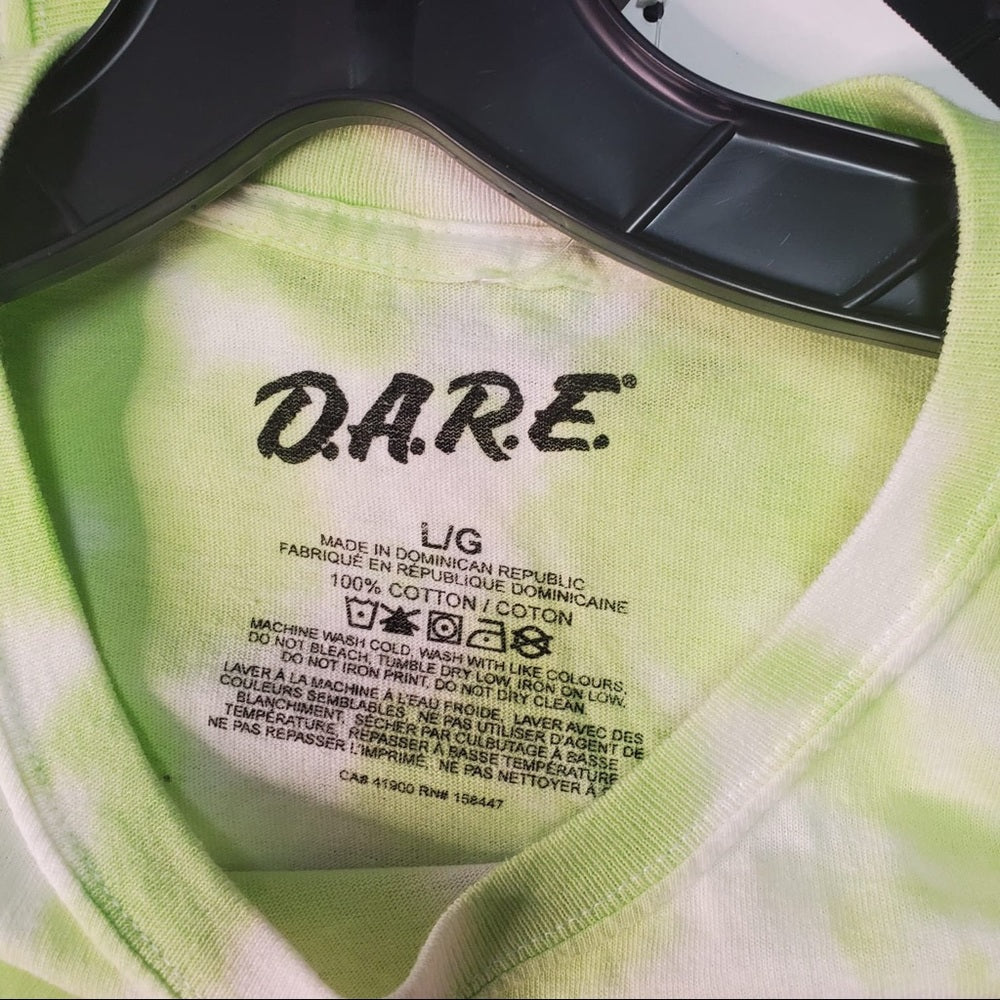 D.A.R.E.®
L/G
MADE IN DOMINICAN REPUBLIC
FABRIQUÉ EN RÉPUBLIQUE DOMINICAINE
100% COTTON / COTON
MACHINE WASH COLD, WASH WITH LIKE COLOURS,
DO NOT BLEACH, TUMBLE DRY LOW, IRON ON LOW,
DO NOT IRON PRINT, DO NOT DRY CLEAN.
LAVER À LA MACHINE À L'EAU FROIDE, LAVER AVEC DES
COULEURS SEMBLABLES, NE PAS UTILISER D'AGENT DE
BLANCHIMENT, SÉCHER PAR CULBUTAGE À BASSE
TEMPÉRATURE, REPASSER À BASSE TEMPÉRATURE
NE PAS REPASSER L'IMPRIMÉ, NE PAS NETTOYER À
CA# 41900 RN# 158447